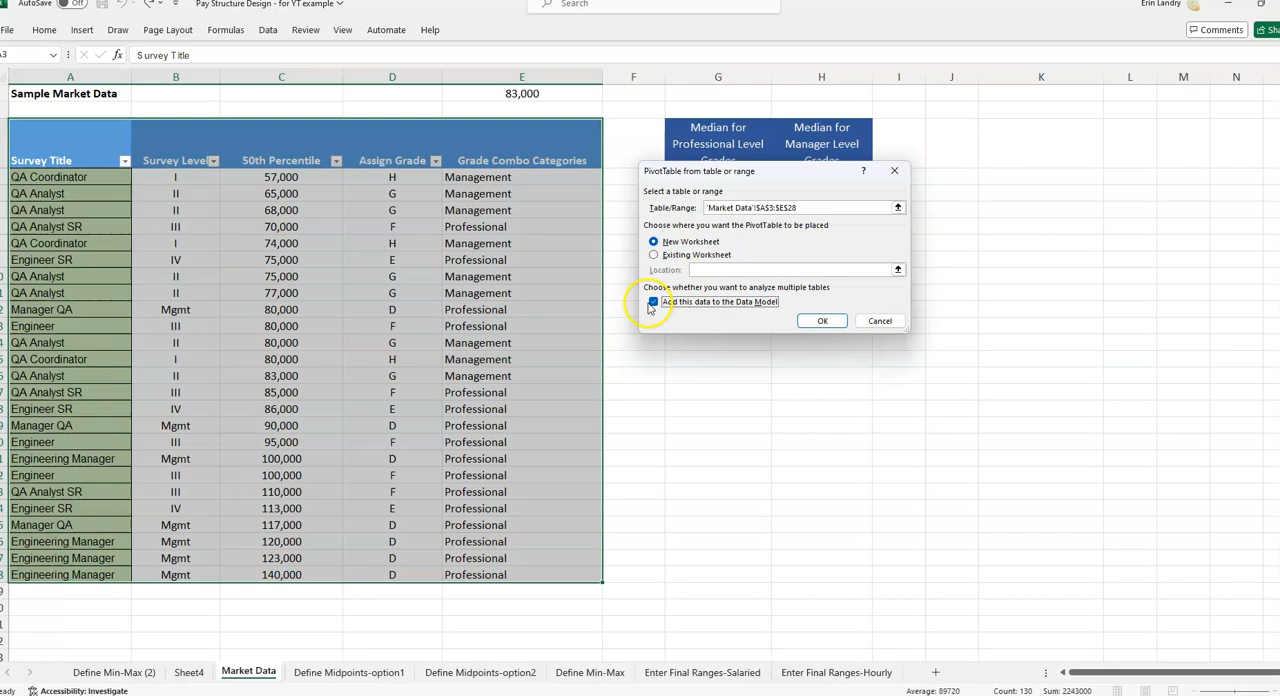 AutoSave Off Pay Structure Design - for YT example Search Erin Landry
File Home Insert Draw Page Layout Formulas Data Review View Automate Help Comments
fx Survey Title
A B C D E F G H I J K L M N
Sample Market Data 83,000
Survey Title Survey Level 50th Percentile Assign Grade Grade Combo Categories
QA Coordinator I 57,000 H Management
QA Analyst II 65,000 G Management
QA Analyst II 68,000 G Management
QA Analyst SR III 70,000 F Professional
QA Coordinator I 74,000 H Management
Engineer SR IV 75,000 E Professional
QA Analyst II 75,000 G Management
QA Analyst II 77,000 G Management
Manager QA Mgmt 80,000 D Professional
Engineer III 80,000 F Professional
QA Analyst II 80,000 G Management
QA Coordinator I 80,000 H Management
QA Analyst II 83,000 G Management
QA Analyst SR III 85,000 F Professional
Engineer SR IV 86,000 E Professional
Manager QA Mgmt 90,000 D Professional
Engineer III 95,000 F Professional
Engineering Manager Mgmt 100,000 D Professional
Engineer III 100,000 F Professional
QA Analyst SR III 110,000 F Professional
Engineer SR IV 113,000 E Professional
Manager QA Mgmt 117,000 D Professional
Engineering Manager Mgmt 120,000 D Professional
Engineering Manager Mgmt 123,000 D Professional
Engineering Manager Mgmt 140,000 D Professional
Median for Median for
Professional Level Manager Level
Grades Grades
PivotTable from table or range ?
Select a table or range
Table/Range: 'Market Data'!$A$3:$E$28
Choose where you want the PivotTable to be placed
New Worksheet
Existing Worksheet
Location:
Choose whether you want to analyze multiple tables
Add this data to the Data Model
OK Cancel
Define Min-Max (2) Sheet4 Market Data Define Midpoints-option1 Define Midpoints-option2 Define Min-Max Enter Final Ranges-Salaried Enter Final Ranges-Hourly +
Accessibility: Investigate Average: 89720 Count: 130 Sum: 2243000